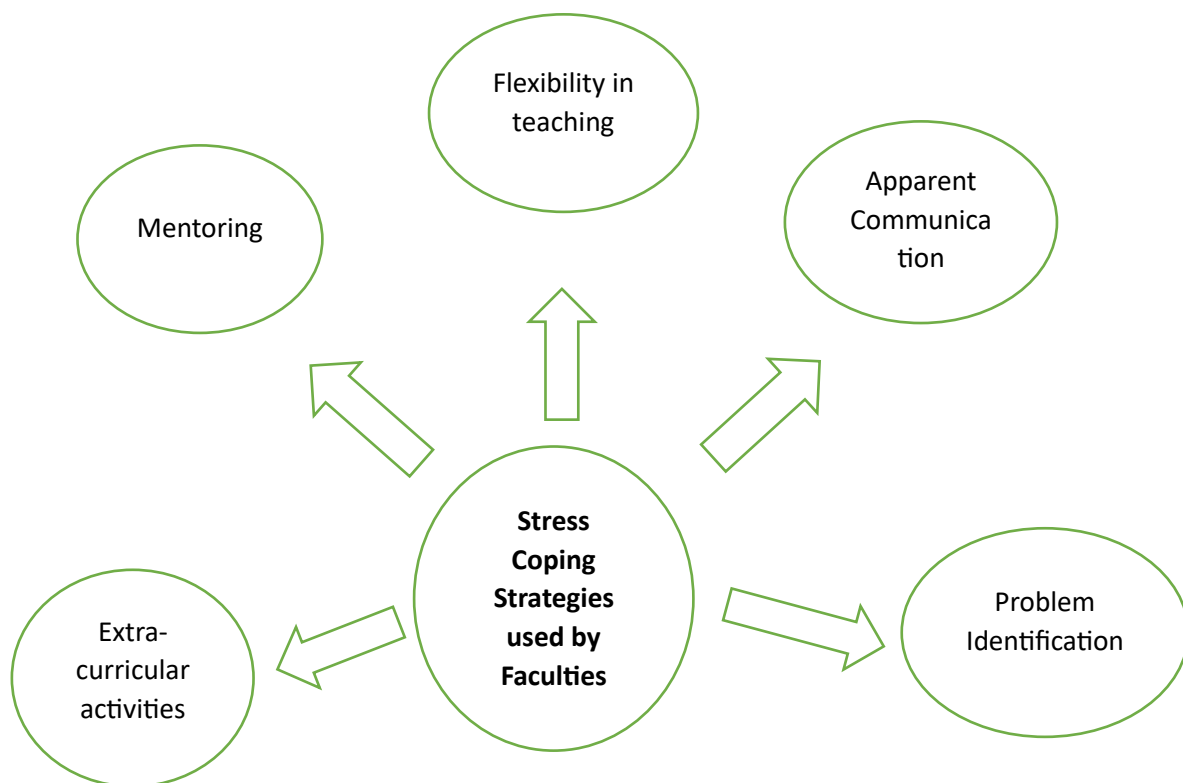 Flexibility in
teaching
Apparent
Communica
tion
Mentoring
Stress
Coping
Strategies
used by
Faculties
Problem
Identification
Extra-
curricular
activities